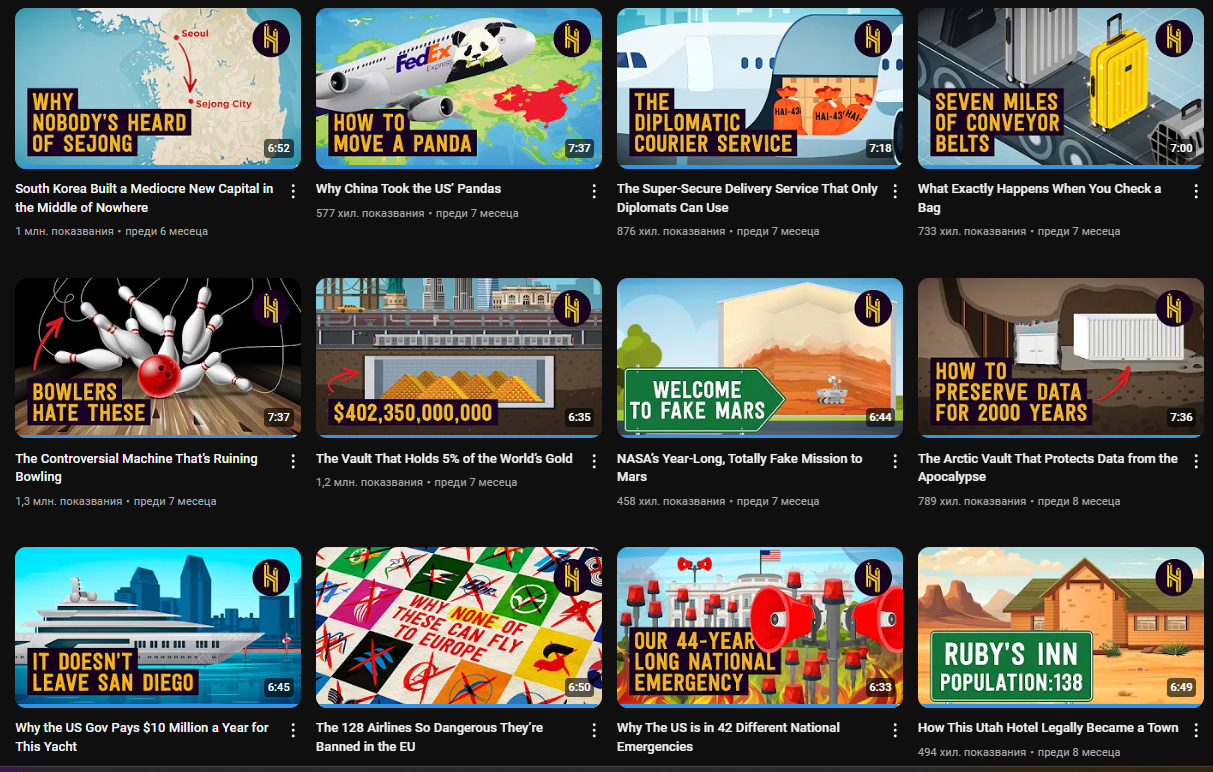 Seoul
Sejong City
WHY
NOBODY'S HEARD
OF SEJONG
6:52
FedEx
Express
HOW TO
MOVE A PANDA
7:37
HAI-43
HAI-43
HAI-
THE
DIPLOMATIC
COURIER SERVICE
7:18
SEVEN MILES
OF CONVEYOR
BELTS
7:00
South Korea Built a Mediocre New Capital in
the Middle of Nowhere
1 млн. показвания • преди 6 месеца
Why China Took the US' Pandas
577 хил. показвания • преди 7 месеца
The Super-Secure Delivery Service That Only
Diplomats Can Use
876 хил. показвания • преди 7 месеца
What Exactly Happens When You Check a
Bag
733 хил. показвания • преди 7 месеца
BOWLERS
HATE THESE
7:37
$402,350,000,000
6:35
WELCOME
TO FAKE MARS
6:44
HOW TO
PRESERVE DATA
FOR 2000 YEARS
7:36
The Controversial Machine That's Ruining
Bowling
1,3 млн. показвания • преди 7 месеца
The Vault That Holds 5% of the World's Gold
1,2 млн. показвания • преди 7 месеца
NASA's Year-Long, Totally Fake Mission to
Mars
458 хил. показвания • преди 7 месеца
The Arctic Vault That Protects Data from the
Apocalypse
789 хил. показвания • преди 8 месеца
IT DOESN'T
LEAVE SAN DIEGO
6:45
WHY NONE OF
THESE CAN FLY
TO EUROPE
6:50
OUR 44-YEAR
LONG NATIONAL
EMERGENCY
6:33
RUBY'S INN
POPULATION:138
6:49
Why the US Gov Pays $10 Million a Year for
This Yacht
The 128 Airlines So Dangerous They're
Banned in the EU
Why The US is in 42 Different National
Emergencies
How This Utah Hotel Legally Became a Town
494 хил. показвания • преди 8 месеца